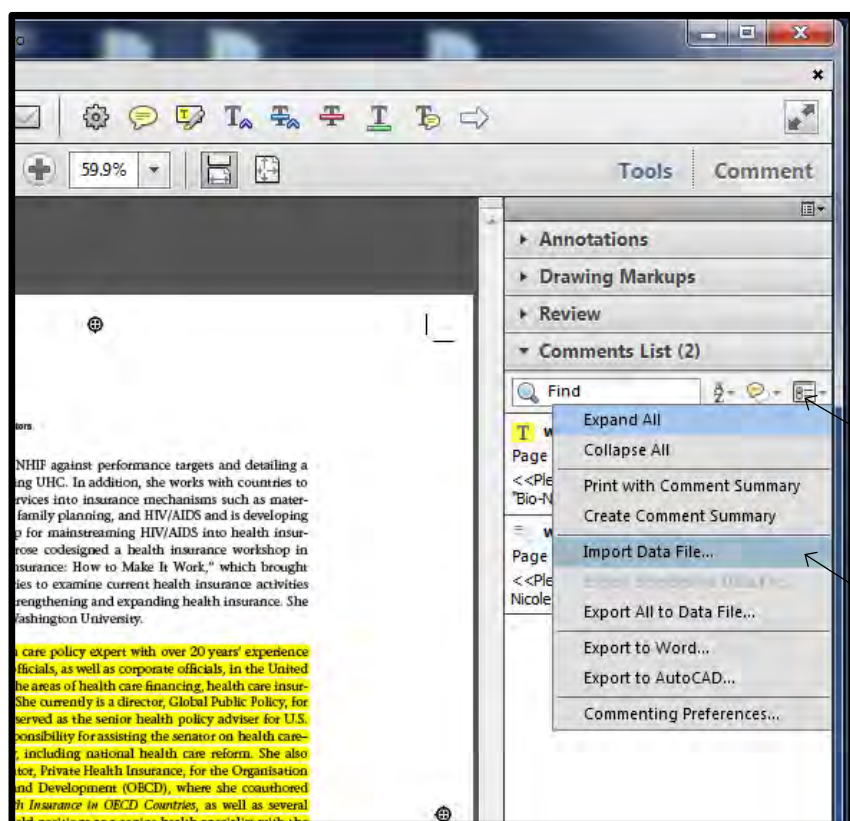 59.9%
Tools Comment
Annotations
Drawing Markups
Review
Comments List (2)
Find
Expand All
Collapse All
Print with Comment Summary
Create Comment Summary
Import Data File...
Export All to Data File...
Export to Word...
Export to AutoCAD...
Commenting Preferences...
T w
Page
<<Ple
"Bio-N
w
Page
<<Ple
Nicole
tors
NHIF against performance targets and detailing a
ng UHC. In addition, she works with countries to
rvices into insurance mechanisms such as mater-
family planning, and HIV/AIDS and is developing
p for mainstreaming HIV/AIDS into health insur-
rose codesigned a health insurance workshop in
nsurance: How to Make It Work," which brought
ies to examine current health insurance activities
rengthening and expanding health insurance. She
Washington University.
care policy expert with over 20 years' experience
officials, as well as corporate officials, in the United
he areas of health care financing, health care insur-
She currently is a director, Global Public Policy, for
served as the senior health policy adviser for U.S.
ponsibility for assisting the senator on health care–
, including national health care reform. She also
tor, Private Health Insurance, for the Organisation
and Development (OECD), where she coauthored
h Insurance in OECD Countries, as well as several